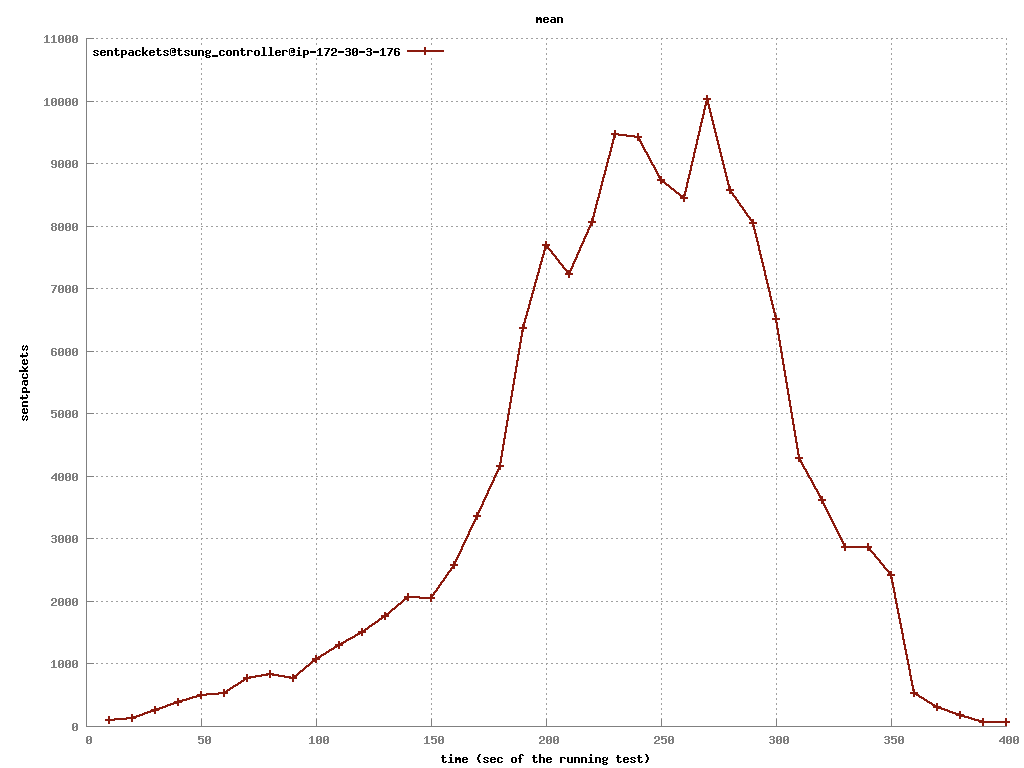 mean
sentpackets@tsung_controller@ip-172-30-3-176
11000
10000
9000
8000
7000
6000
5000
4000
3000
2000
1000
0
sentpackets
0 50 100 150 200 250 300 350 400
time (sec of the running test)